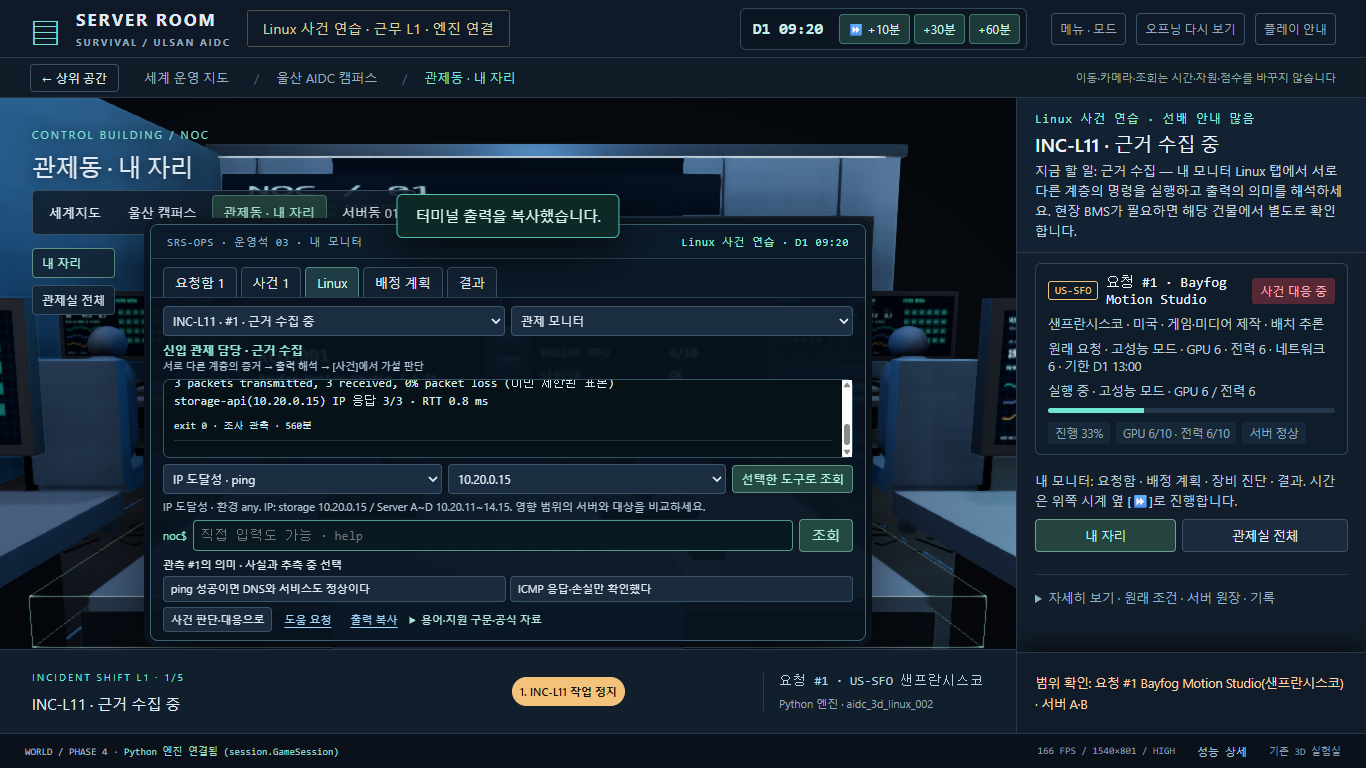 SERVER ROOM
SURVIVAL / ULSAN AIDC
Linux 사건 연습 · 근무 L1 · 엔진 연결
D1 09:20
⏩ +10분
+30분
+60분
메뉴 · 모드
오프닝 다시 보기
플레이 안내
← 상위 공간
세계 운영 지도 / 울산 AIDC 캠퍼스 / 관제동 · 내 자리
이동·카메라·조회는 시간·자원·점수를 바꾸지 않습니다
CONTROL BUILDING / NOC
관제동 · 내 자리
세계지도
울산 캠퍼스
관제동 · 내 자리
서버동 01
터미널 출력을 복사했습니다.
내 자리
관제실 전체
SRS-OPS · 운영석 03 · 내 모니터
Linux 사건 연습 · D1 09:20
요청함 1
사건 1
Linux
배정 계획
결과
INC-L11 · #1 · 근거 수집 중
관제 모니터
신입 관제 담당 · 근거 수집
서로 다른 계층의 증거 → 출력 해석 → [사건]에서 가설 판단
3 packets transmitted, 3 received, 0% packet loss (미만 제한된 표본)
storage-api(10.20.0.15) IP 응답 3/3 · RTT 0.8 ms
exit 0 · 조사 관측 · 560분
IP 도달성 · ping
10.20.0.15
선택한 도구로 조회
IP 도달성 · 환경 any. IP: storage 10.20.0.15 / Server A~D 10.20.11~14.15. 영향 범위의 서버와 대상을 비교하세요.
noc$
직접 입력도 가능 · help
조회
관측 #1의 의미 · 사실과 추측 중 선택
ping 성공이면 DNS와 서비스도 정상이다
ICMP 응답·손실만 확인했다
사건 판단·대응으로
도움 요청
출력 복사
▶ 용어·지원 구문·공식 자료
Linux 사건 연습 · 선배 안내 많음
INC-L11 · 근거 수집 중
지금 할 일: 근거 수집 — 내 모니터 Linux 탭에서 서로
다른 계층의 명령을 실행하고 출력의 의미를 해석하세
요. 현장 BMS가 필요하면 해당 건물에서 별도로 확인
합니다.
US-SFO
요청 #1 · Bayfog
Motion Studio
사건 대응 중
샌프란시스코 · 미국 · 게임·미디어 제작 · 배치 추론
원래 요청 · 고성능 모드 · GPU 6 · 전력 6 · 네트워크
6 · 기한 D1 13:00
실행 중 · 고성능 모드 · GPU 6 / 전력 6
진행 33%
GPU 6/10 · 전력 6/10
서버 정상
내 모니터: 요청함 · 배정 계획 · 장비 진단 · 결과. 시간
은 위쪽 시계 옆 [⏩]로 진행합니다.
내 자리
관제실 전체
▶ 자세히 보기 · 원래 조건 · 서버 원장 · 기록
INCIDENT SHIFT L1 · 1/5
INC-L11 · 근거 수집 중
1. INC-L11 작업 정지
요청 #1 · US-SFO 샌프란시스코
Python 엔진 · aidc_3d_linux_002
범위 확인: 요청 #1 Bayfog Motion Studio(샌프란시스코)
· 서버 A·B
WORLD / PHASE 4 · Python 엔진 연결됨 (session.GameSession)
166 FPS / 1540×801 / HIGH
성능 상세
기존 3D 실험실